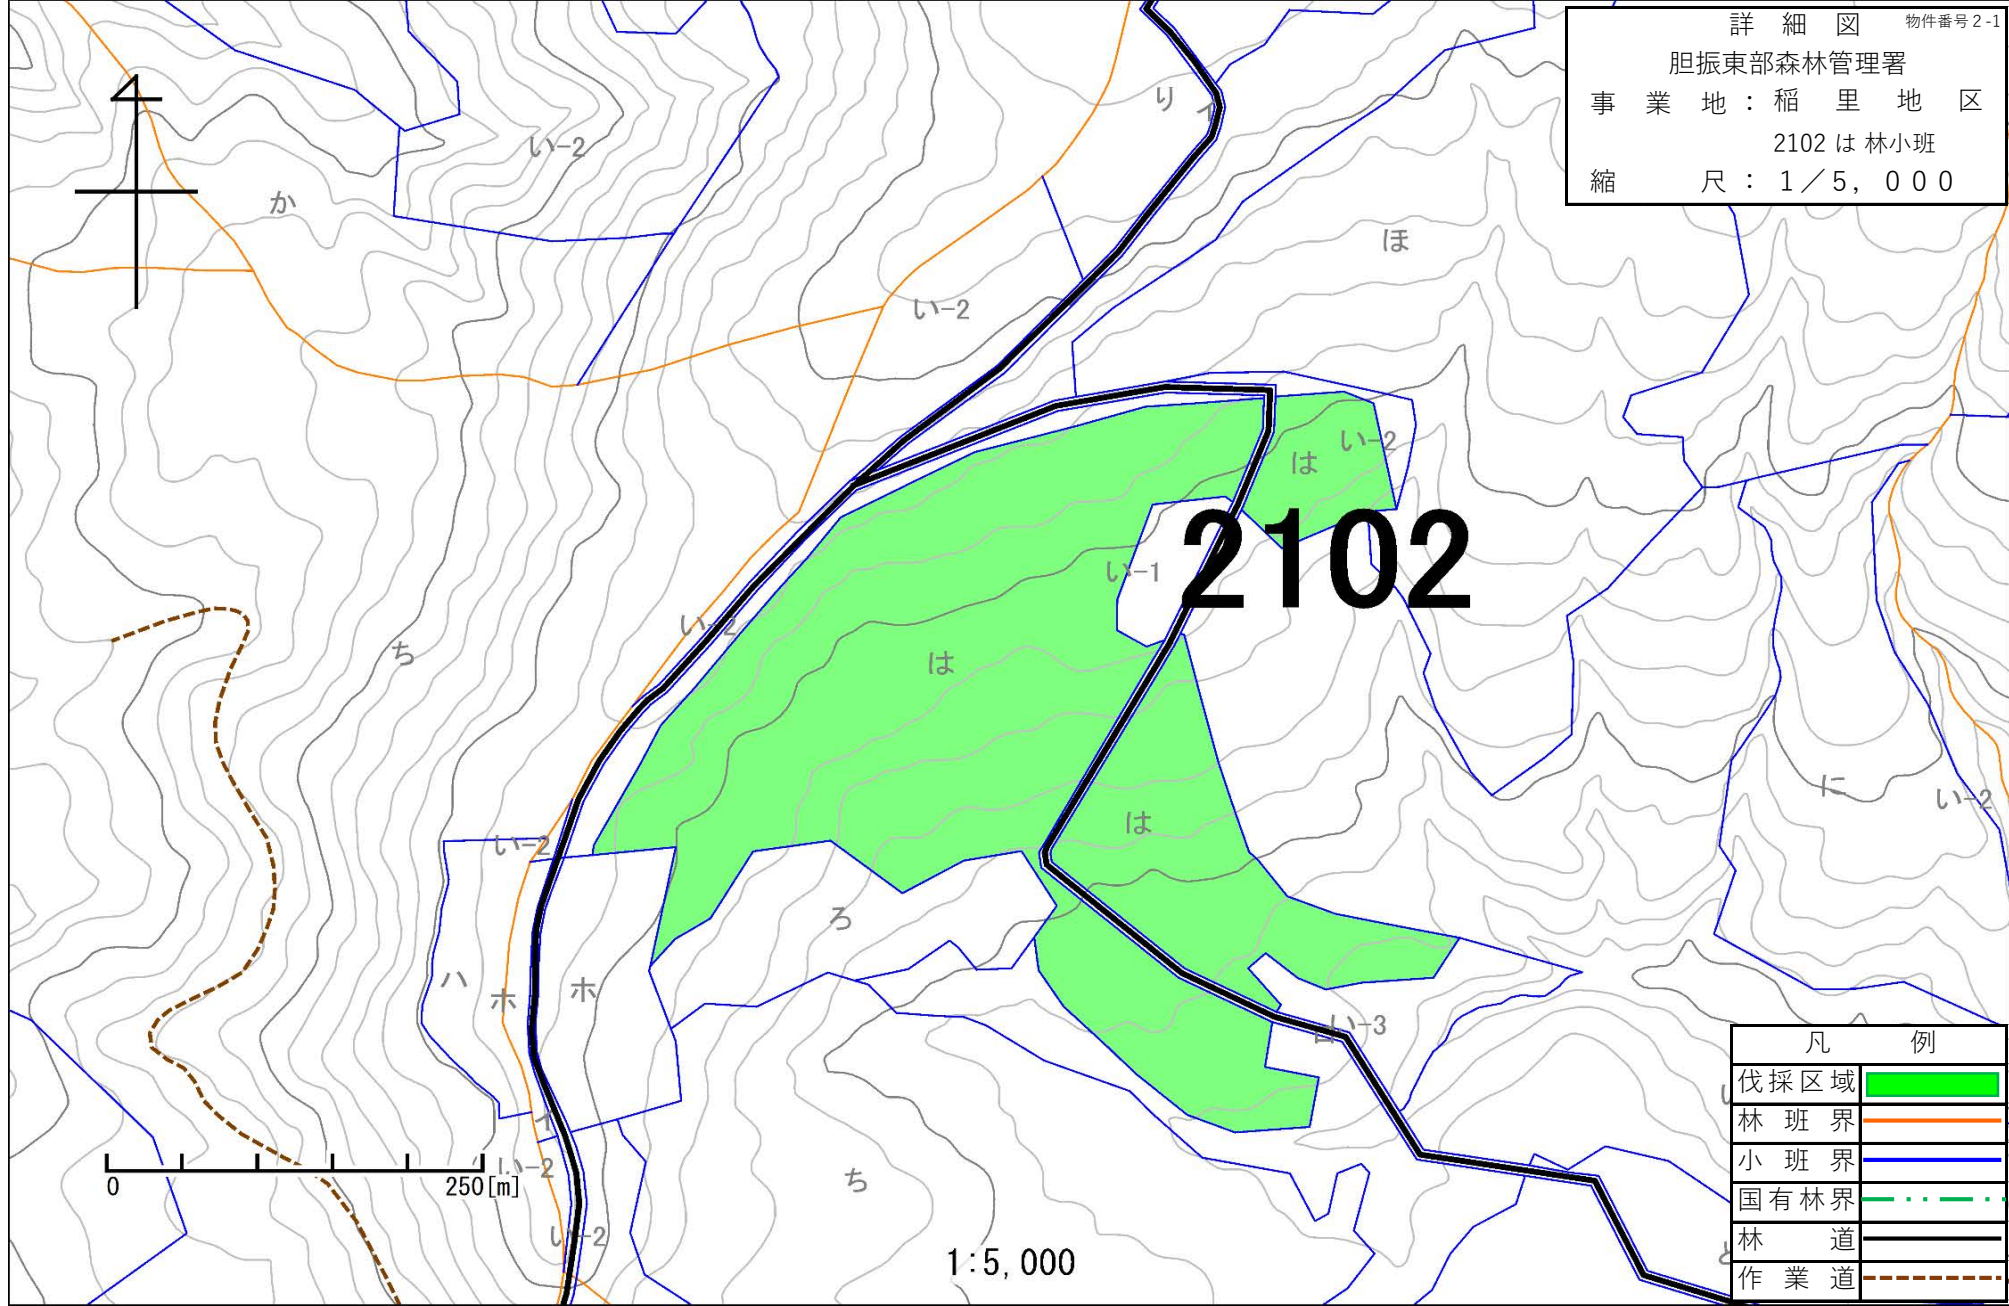 詳細図 物件番号2-1
胆振東部森林管理署
事業地：稲里地区
2102 は 林小班
縮尺：1／5，000
り イ
い-2
か
ほ
い-2
い-2
は
2102
い-1
い-2
は
ち
は
に
い-2
い-2
ろ
ハ
ホ
ホ
い-3
イ
い-2
ち
い-2
0 250[m]
1:5,000
凡例
伐採区域
林班界
小班界
国有林界
林道
作業道